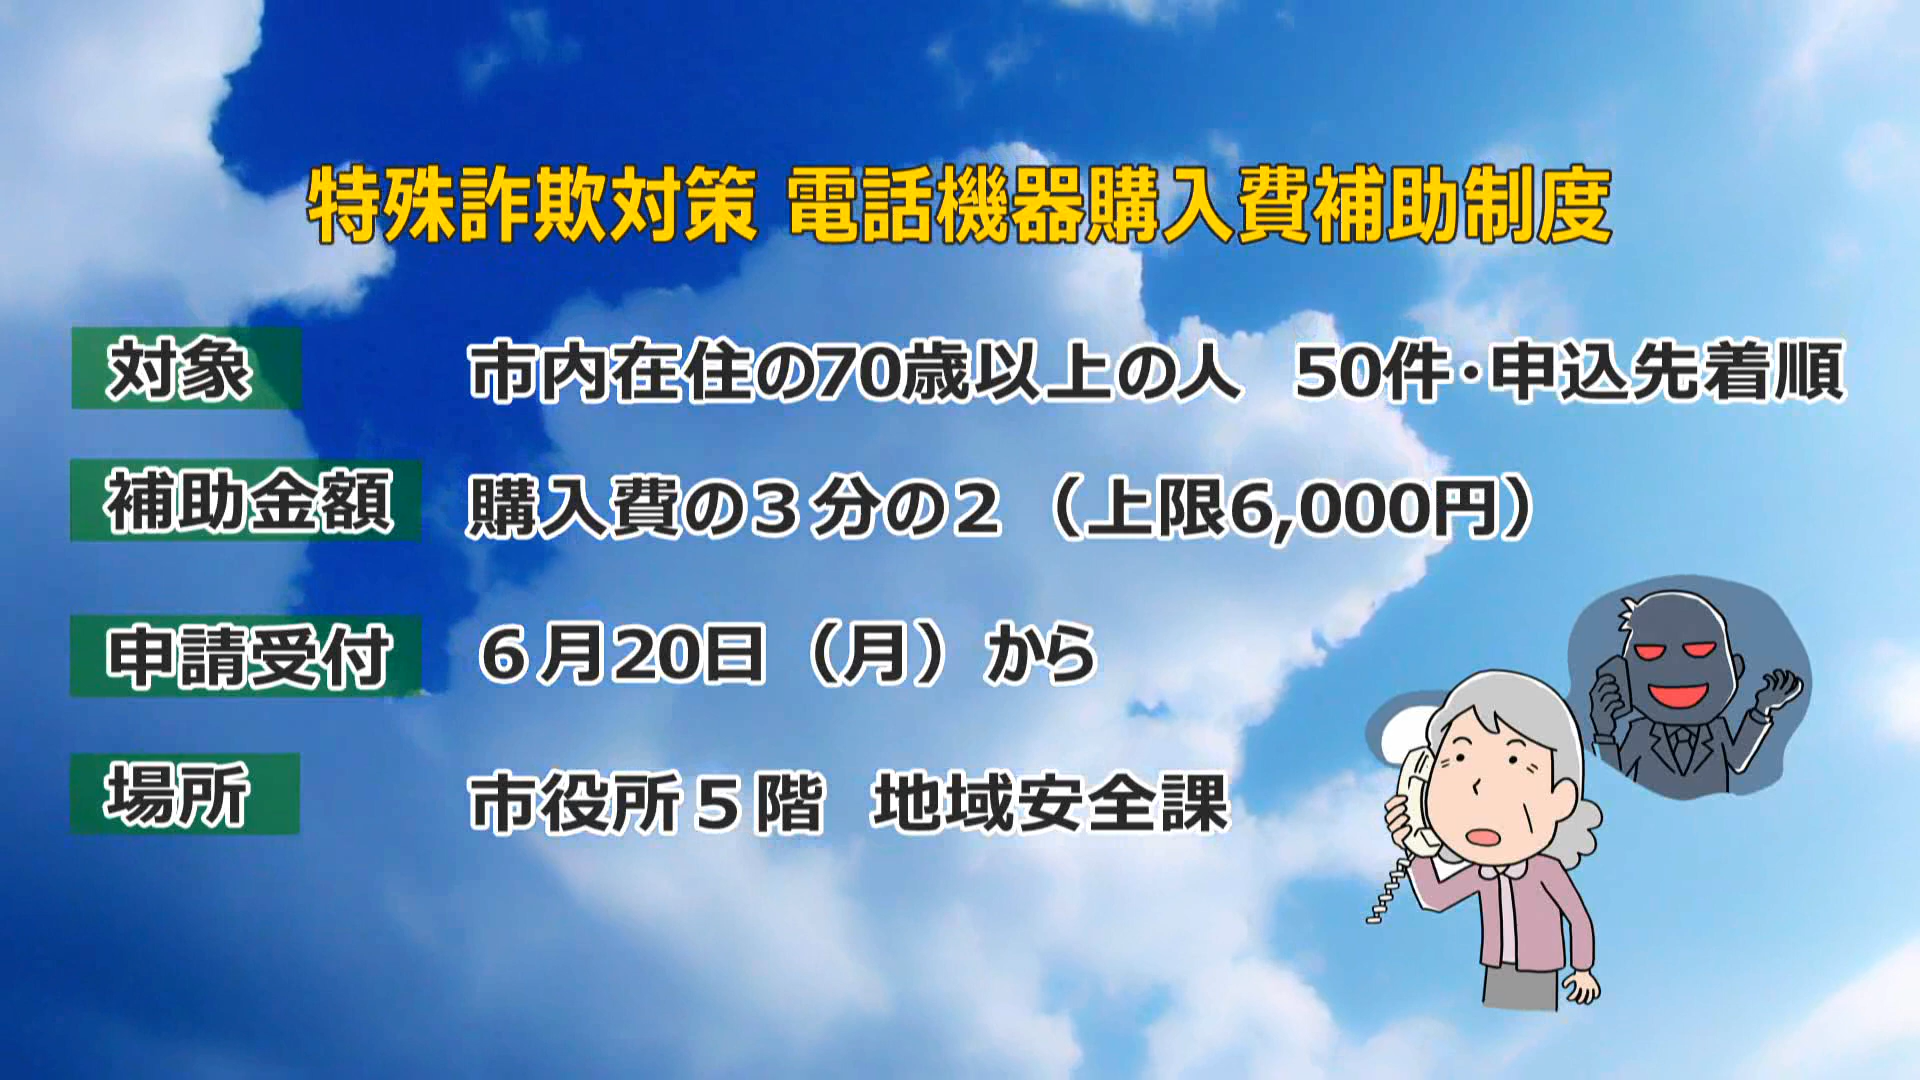 特殊詐欺対策 電話機器購入費補助制度
対象 市内在住の70歳以上の人 50件・申込先着順
補助金額 購入費の３分の２（上限6,000円）
申請受付 ６月20日（月）から
場所 市役所５階 地域安全課